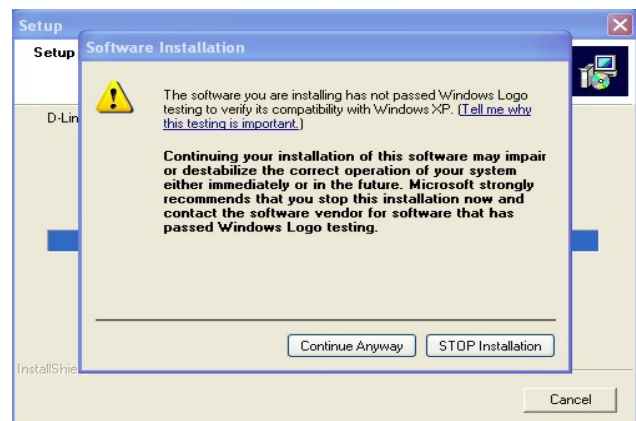 Setup
Setup
Software Installation
The software you are installing has not passed Windows Logo
testing to verify its compatibility with Windows XP. (Tell me why
this testing is important.)
D-Lin
Continuing your installation of this software may impair
or destabilize the correct operation of your system
either immediately or in the future. Microsoft strongly
recommends that you stop this installation now and
contact the software vendor for software that has
passed Windows Logo testing.
Continue Anyway
STOP Installation
InstallShie
Cancel